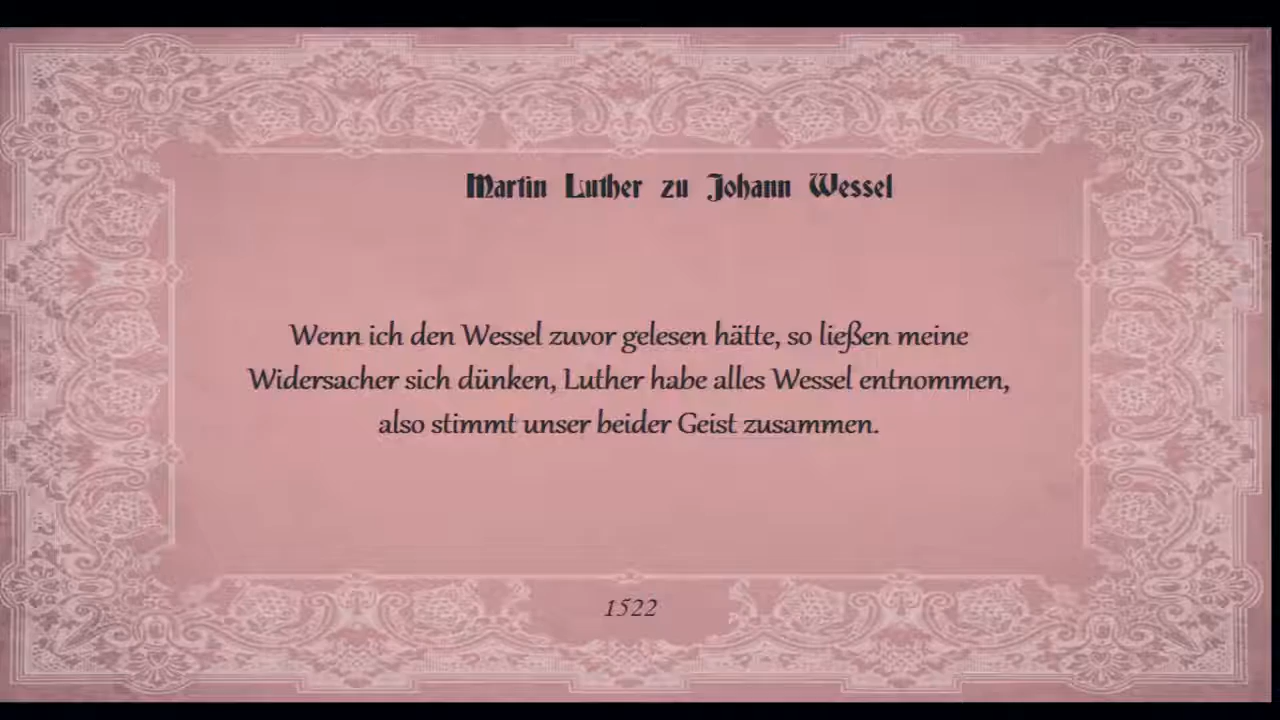 Martin Luther zu Johann Wessel
Wenn ich den Wessel zuvor gelesen hätte, so ließen meine
Widersacher sich dünken, Luther habe alles Wessel entnommen,
also stimmt unser beider Geist zusammen.
1522